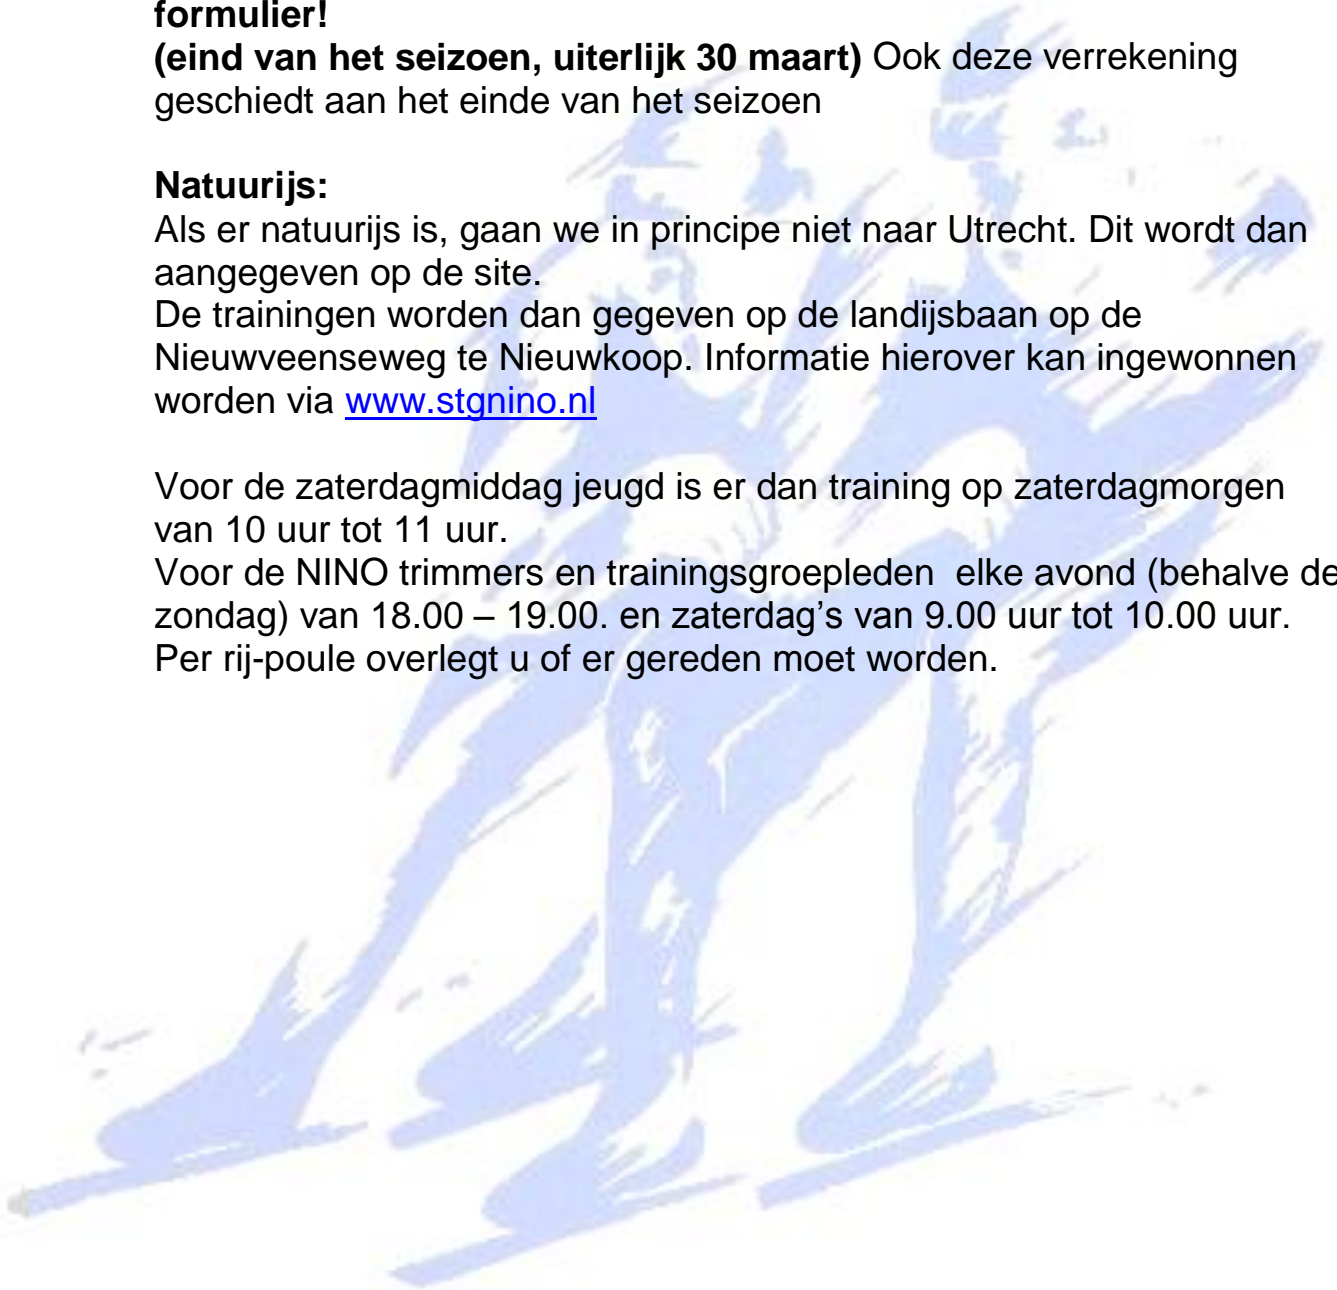 formulier!
(eind van het seizoen, uiterlijk 30 maart) Ook deze verrekening
geschiedt aan het einde van het seizoen
Natuurijs:
Als er natuurijs is, gaan we in principe niet naar Utrecht. Dit wordt dan
aangegeven op de site.
De trainingen worden dan gegeven op de landijsbaan op de
Nieuwveenseweg te Nieuwkoop. Informatie hierover kan ingewonnen
worden via www.stgnino.nl
Voor de zaterdagmiddag jeugd is er dan training op zaterdagmorgen
van 10 uur tot 11 uur.
Voor de NINO trimmers en trainingsgroepleden  elke avond (behalve de
zondag) van 18.00 – 19.00. en zaterdag’s van 9.00 uur tot 10.00 uur.
Per rij-poule overlegt u of er gereden moet worden.